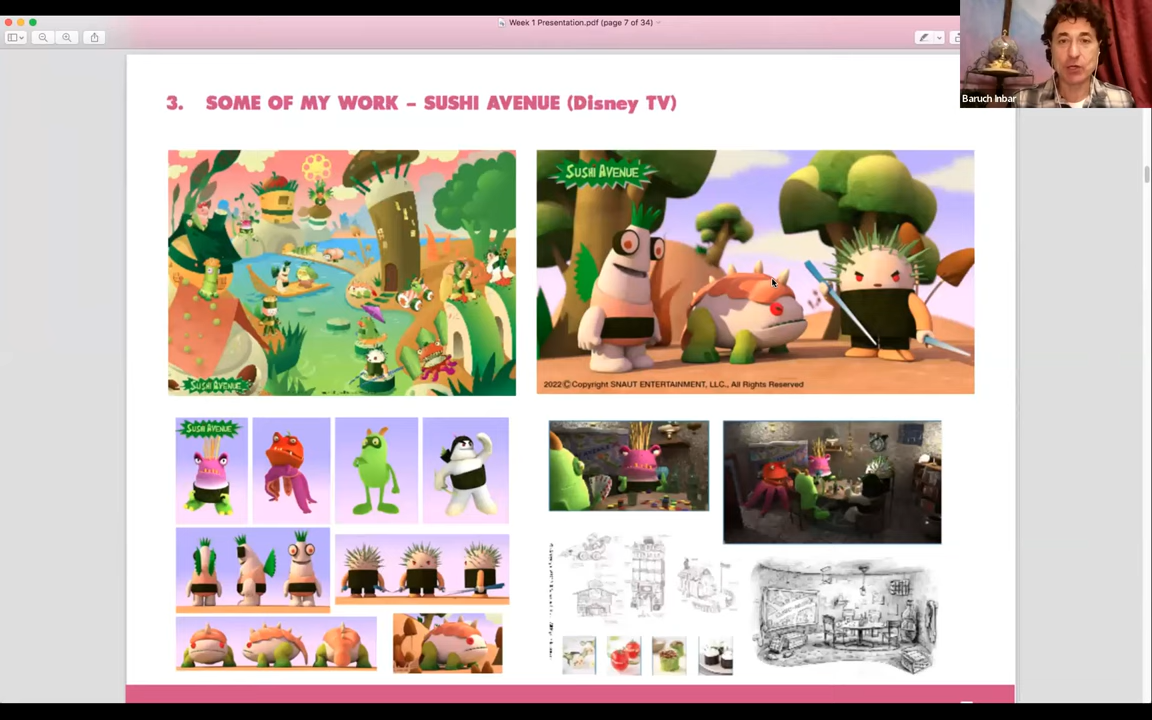 Week 1 Presentation.pdf (page 7 of 34)
Baruch Inbar
3. SOME OF MY WORK – SUSHI AVENUE (Disney TV)
SUSHI AVENUE
SUSHI AVENUE
2022 © Copyright SNAUT ENTERTAINMENT, LLC., All Rights Reserved
SUSHI AVENUE